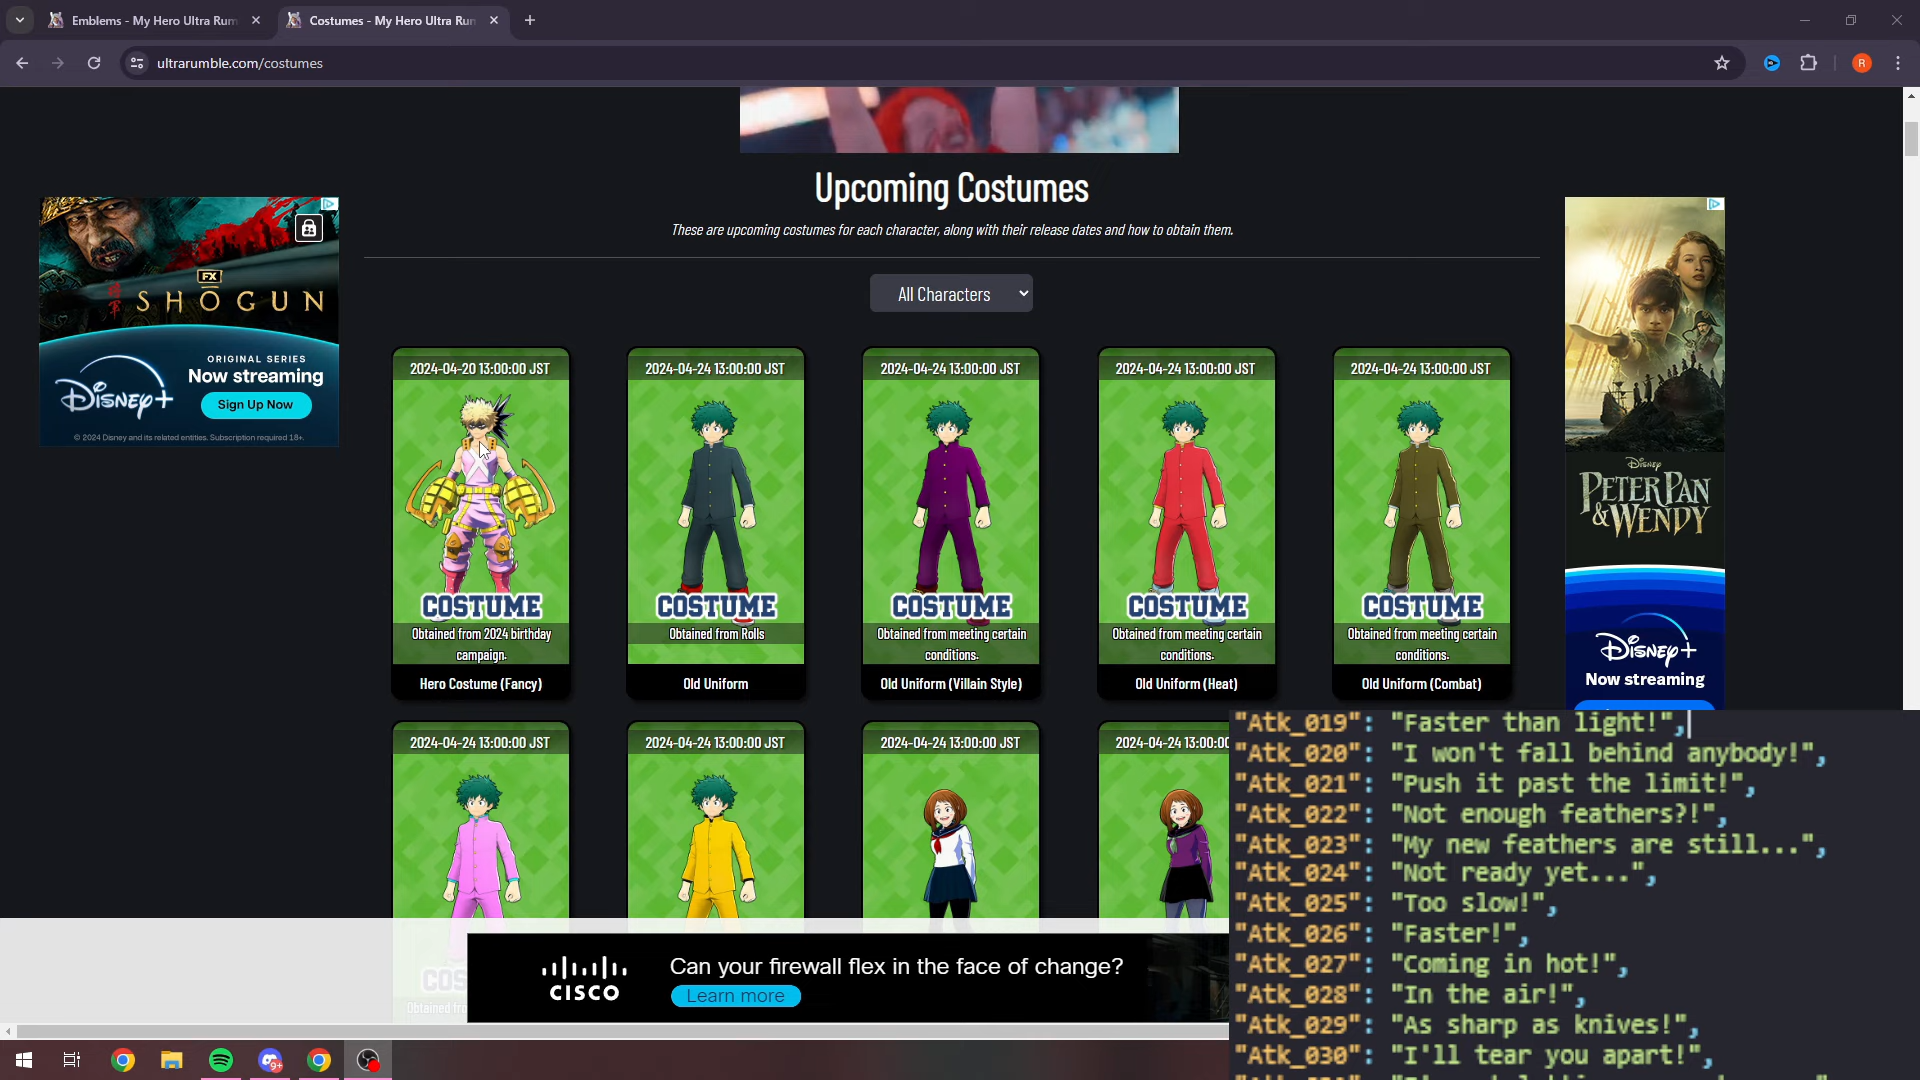 Emblems - My Hero Ultra Rum
Costumes - My Hero Ultra Run
ultrarumble.com/costumes
R
Upcoming Costumes
These are upcoming costumes for each character, along with their release dates and how to obtain them.
All Characters
FX
SHŌGUN
ORIGINAL SERIES
Disney+
Now streaming
Sign Up Now
© 2024 Disney and its related entities. Subscription required 18+.
2024-04-20 13:00:00 JST
COSTUME
Obtained from 2024 birthday
campaign.
Hero Costume (Fancy)
2024-04-24 13:00:00 JST
COSTUME
Obtained from Rolls
Old Uniform
2024-04-24 13:00:00 JST
COSTUME
Obtained from meeting certain
conditions.
Old Uniform (Villain Style)
2024-04-24 13:00:00 JST
COSTUME
Obtained from meeting certain
conditions.
Old Uniform (Heat)
2024-04-24 13:00:00 JST
COSTUME
Obtained from meeting certain
conditions.
Old Uniform (Combat)
Disney
PETER PAN
& WENDY
Disney+
Now streaming
2024-04-24 13:00:00 JST
2024-04-24 13:00:00 JST
2024-04-24 13:00:00 JST
2024-04-24 13:00:0
"Atk_019": "Faster than light!",
"Atk_020": "I won't fall behind anybody!",
"Atk_021": "Push it past the limit!",
"Atk_022": "Not enough feathers?!",
"Atk_023": "My new feathers are still...",
"Atk_024": "Not ready yet...",
"Atk_025": "Too slow!",
"Atk_026": "Faster!",
"Atk_027": "Coming in hot!",
"Atk_028": "In the air!",
"Atk_029": "As sharp as knives!",
"Atk_030": "I'll tear you apart!",
CISCO
Can your firewall flex in the face of change?
Learn more
9+